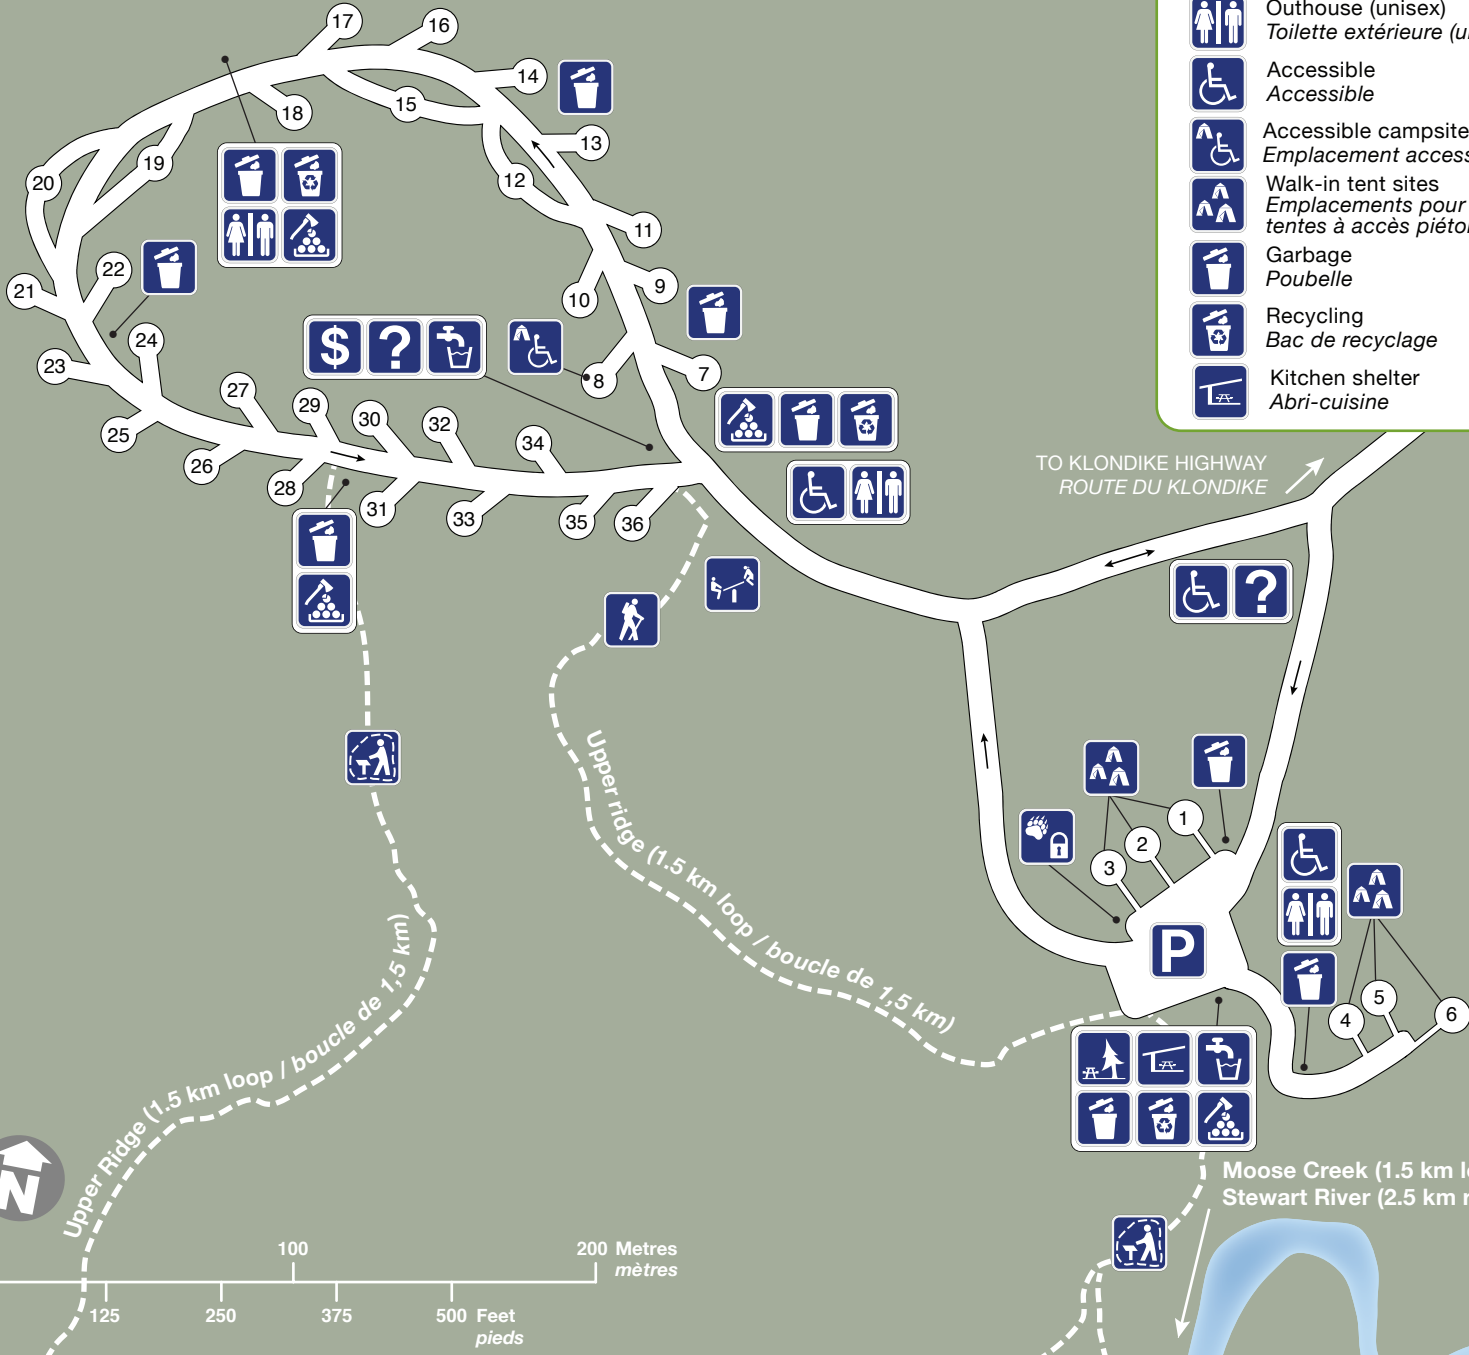 Outhouse (unisex)
Toilette extérieure (u
Accessible
Accessible
Accessible campsite
Emplacement access
Walk-in tent sites
Emplacements pour
tentes à accès piéto
Garbage
Poubelle
Recycling
Bac de recyclage
Kitchen shelter
Abri-cuisine
17
16
14
15
18
13
19
12
20
11
22
21
9
10
24
23
8
7
27
29
30
32
34
25
26
28
31
33
35
36
$
?
TO KLONDIKE HIGHWAY
ROUTE DU KLONDIKE
?
1
2
3
P
5
4
6
Upper ridge (1.5 km loop / boucle de 1,5 km)
Upper Ridge (1.5 km loop / boucle de 1,5 km)
N
Moose Creek (1.5 km l
Stewart River (2.5 km r
100
200 Metres
mètres
125
250
375
500 Feet
pieds